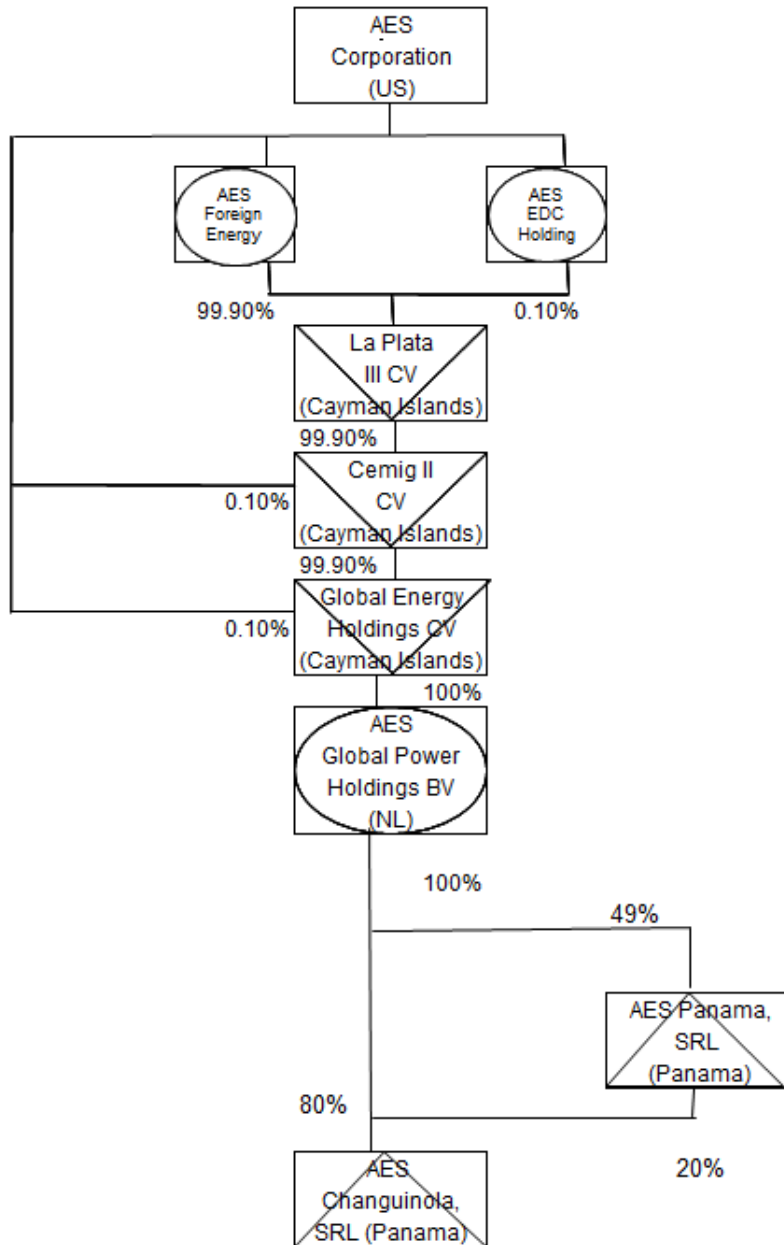 AES
Corporation
(US)
AES
Foreign
Energy
AES
EDC
Holding
99.90%
0.10%
La Plata
III CV
(Cayman Islands)
99.90%
Cemig II
CV
(Cayman Islands)
0.10%
99.90%
Global Energy
Holdings CV
(Cayman Islands)
0.10%
100%
AES
Global Power
Holdings BV
(NL)
100%
49%
AES Panama,
SRL
(Panama)
80%
20%
AES
Changuinola,
SRL (Panama)